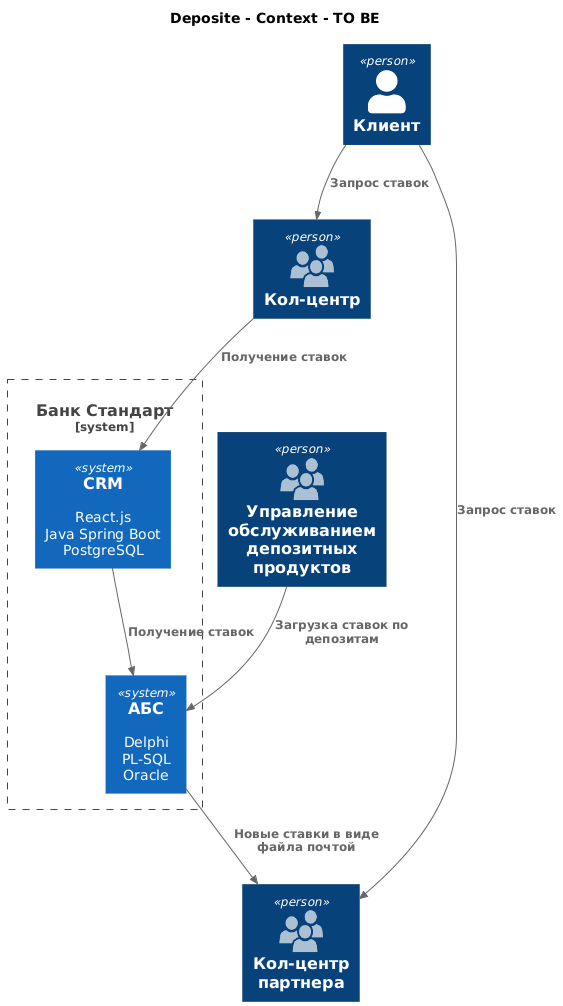 Deposite - Context - TO BE
«person»
Клиент
Запрос ставок
«person»
Кол-центр
Получение ставок
Банк Стандарт
[system]
«system»
CRM
React.js
Java Spring Boot
PostgreSQL
«person»
Управление
обслуживанием
депозитных
продуктов
Запрос ставок
Получение ставок
Загрузка ставок по
депозитам
«system»
АБС
Delphi
PL-SQL
Oracle
Новые ставки в виде
файла почтой
«person»
Кол-центр
партнера